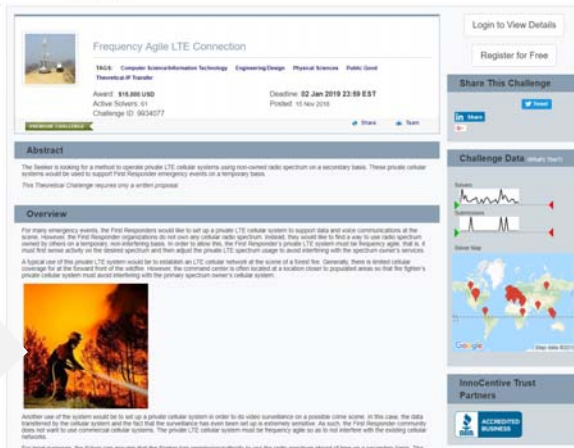 Frequency Agile LTE Connection
TAGS: Computer Science/Information Technology Engineering/Design Physical Sciences Public Good
Theoretical-IP Transfer
Award: $15,000 USD
Deadline: 02 Jan 2019 23:59 EST
Active Solvers: 61
Posted: 15 Nov 2018
Challenge ID: 9934077
PREMIUM CHALLENGE
Share
Team
Abstract
The Seeker is looking for a method to operate private LTE cellular systems using non-owned radio spectrum on a secondary basis. These private cellular
systems would be used to support First Responder emergency events on a temporary basis.
This Theoretical Challenge requires only a written proposal.
Overview
For many emergency events, the First Responders would like to set up a private LTE cellular system to support data and voice communications at the
scene. However, the First Responder organizations do not own any cellular radio spectrum. Instead, they would like to find a way to use radio spectrum
owned by others on a temporary, non-interfering basis. In order to allow this, the First Responder's private LTE system must be frequency agile, that is, it
must first sense activity on the desired spectrum and then adjust the private LTE spectrum usage to avoid interfering with the spectrum owner's services.
A typical use of this private LTE system would be to establish an LTE cellular network at the scene of a forest fire. Generally, there is limited cellular
coverage for at the forward front of the wildfire. However, the command center is often located at a location closer to populated areas so that fire fighter's
private cellular system must avoid interfering with the primary spectrum owner's cellular system.
Another use of the system would be to set up a private cellular system in order to do video surveillance on a possible crime scene. In this case, the data
transferred by the cellular system and the fact that the surveillance has even been set up is extremely sensitive. As such, the First Responder community
does not want to use commercial cellular systems. The private LTE cellular system must be frequency agile so as to not interfere with the existing cellular
networks.
Login to View Details
Register for Free
Share This Challenge
Tweet
in Share
Challenge Data (What's This?)
Solvers
Submissions
Solver Map
Google
Map data ©2019
InnoCentive Trust
Partners
BBB
ACCREDITED
BUSINESS